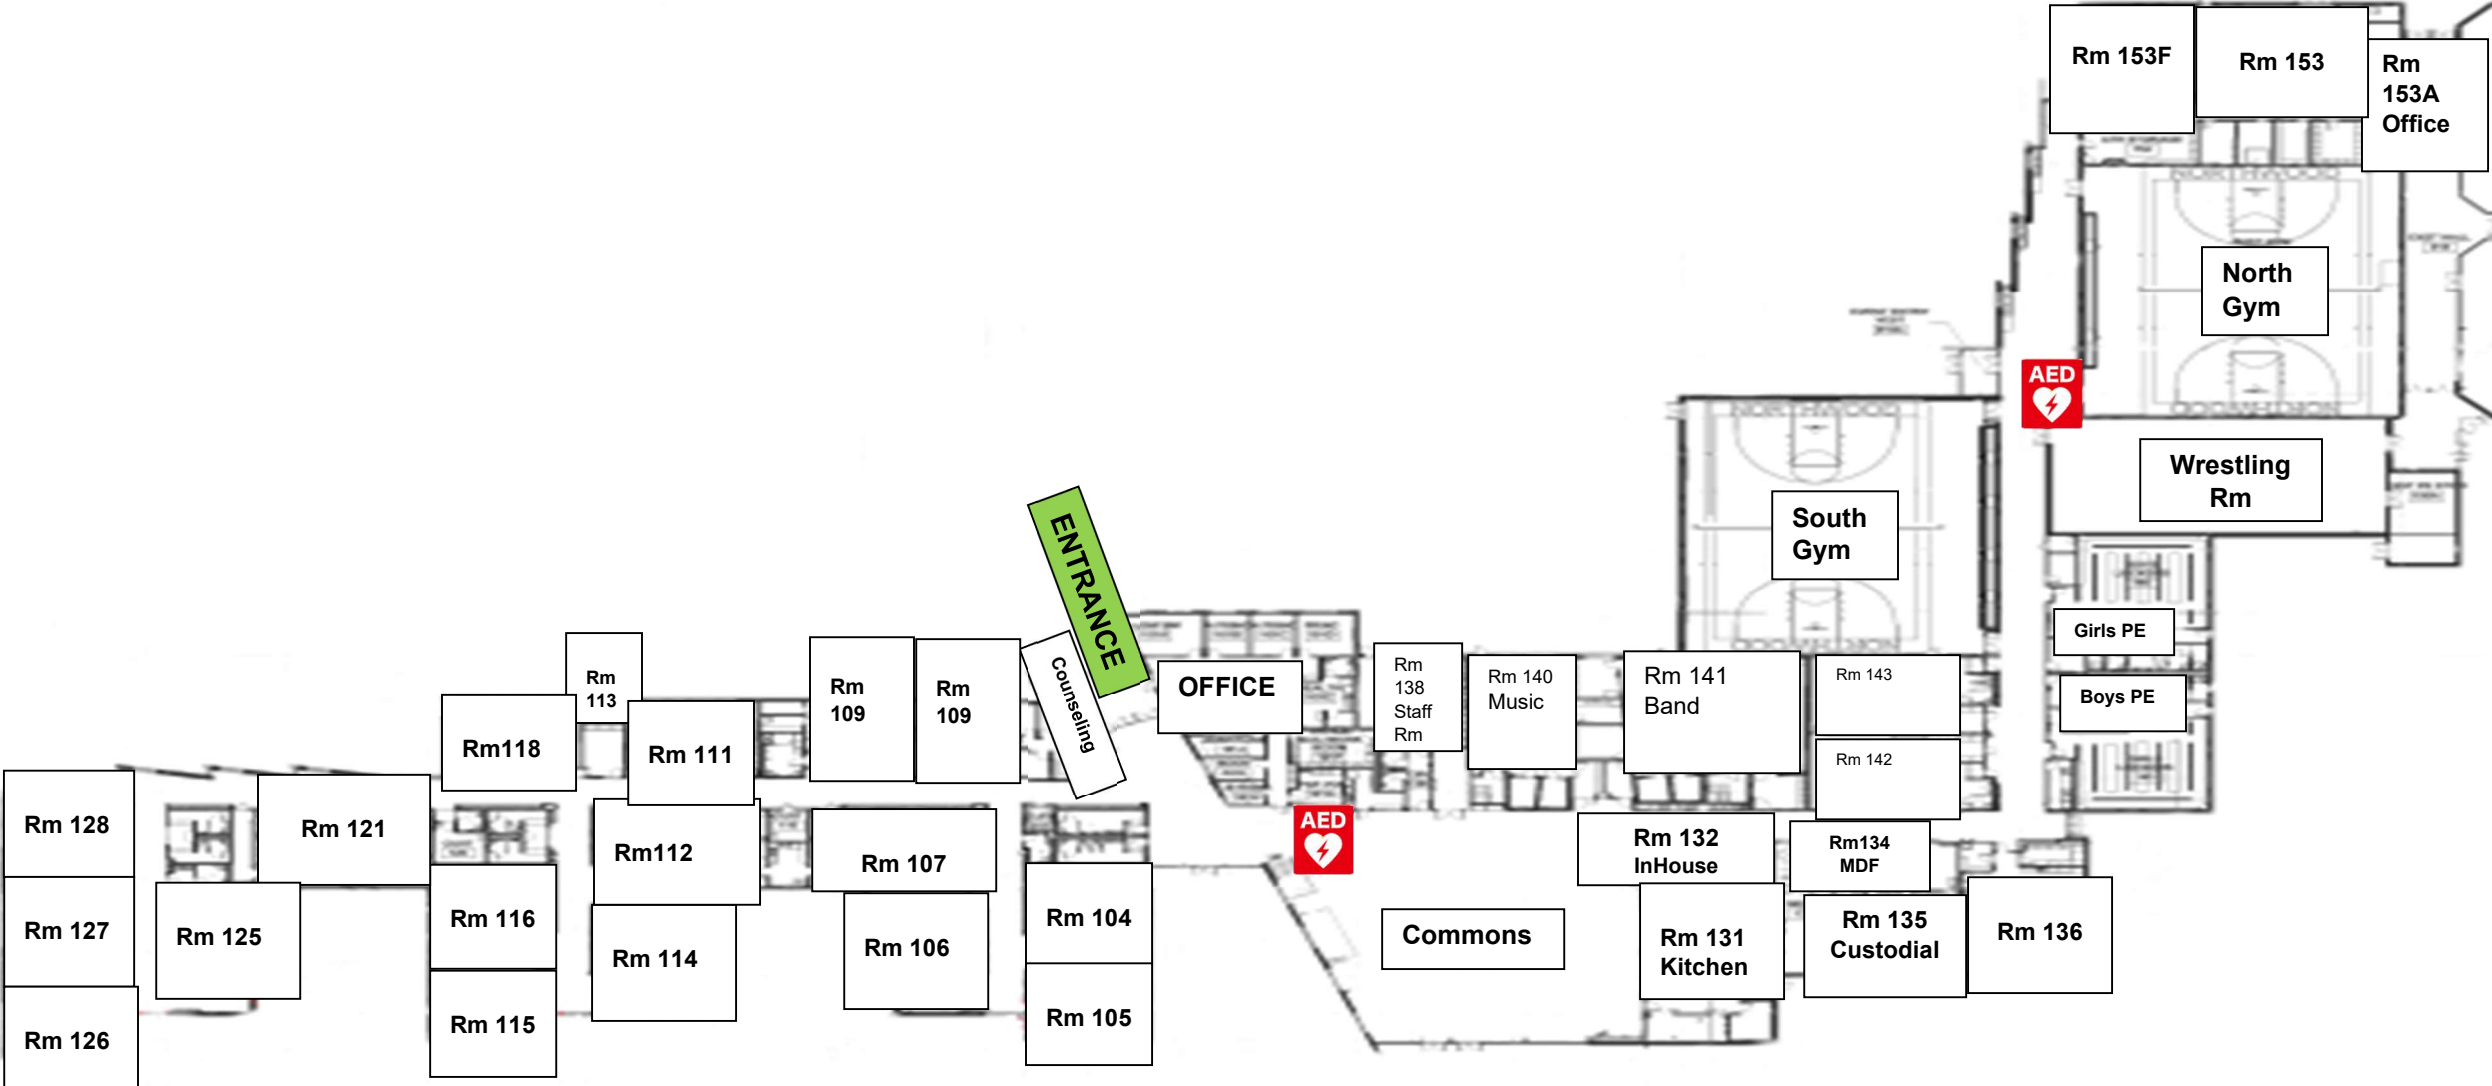 Rm 153F
Rm 153
Rm
153A
Office
North
Gym
AED
Wrestling
Rm
South
Gym
ENTRANCE
Girls PE
Boys PE
Counseling
OFFICE
Rm
138
Staff
Rm
Rm 140
Music
Rm 141
Band
Rm 143
Rm 142
Rm
113
Rm
109
Rm
109
Rm118
Rm 111
Rm 128
Rm 121
Rm112
Rm 107
AED
Rm 132
InHouse
Rm134
MDF
Rm 127
Rm 125
Rm 116
Rm 114
Rm 106
Rm 104
Commons
Rm 131
Kitchen
Rm 135
Custodial
Rm 136
Rm 126
Rm 115
Rm 105